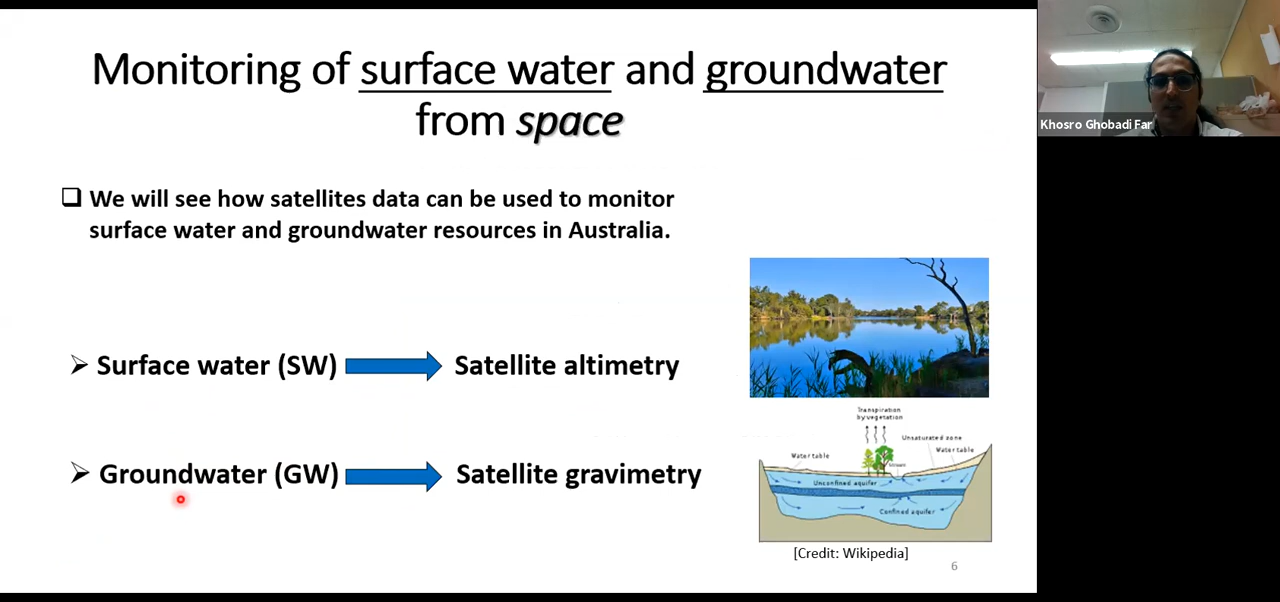 Monitoring of surface water and groundwater
from space
❑ We will see how satellites data can be used to monitor
surface water and groundwater resources in Australia.
➢ Surface water (SW)
Satellite altimetry
➢ Groundwater (GW)
Satellite gravimetry
Transpiration
by vegetation
Unsaturated zone
Water table
Water table
Stream
Unconfined aquifer
Confined aquifer
[Credit: Wikipedia]
6
Khosro Ghobadi Far